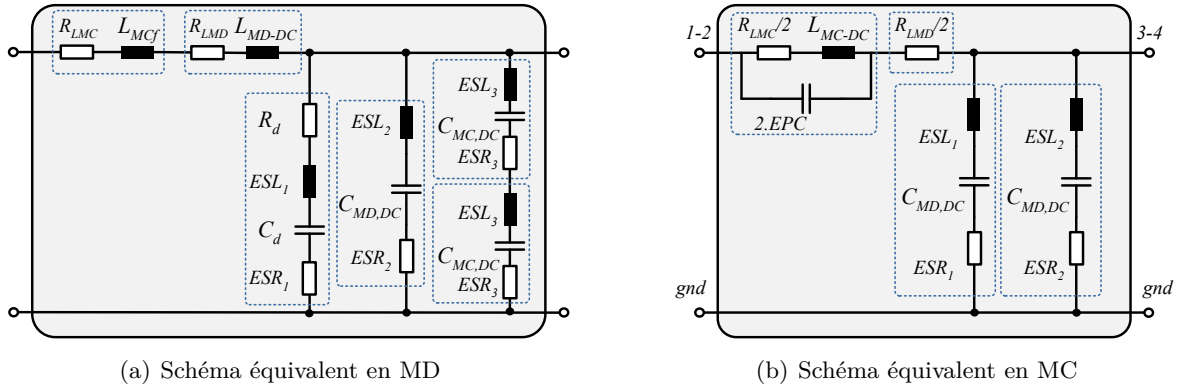 R_LMC L_MCf R_LMD L_MD-DC
R_d
ESL_1
C_d
ESR_1
ESL_2
C_MD,DC
ESR_2
ESL_3
C_MC,DC
ESR_3
ESL_3
C_MC,DC
ESR_3
(a) Schéma équivalent en MD
1-2 R_LMC/2 L_MC-DC R_LMD/2 3-4
2.EPC
ESL_1
C_MD,DC
ESR_1
ESL_2
C_MD,DC
ESR_2
gnd gnd
(b) Schéma équivalent en MC